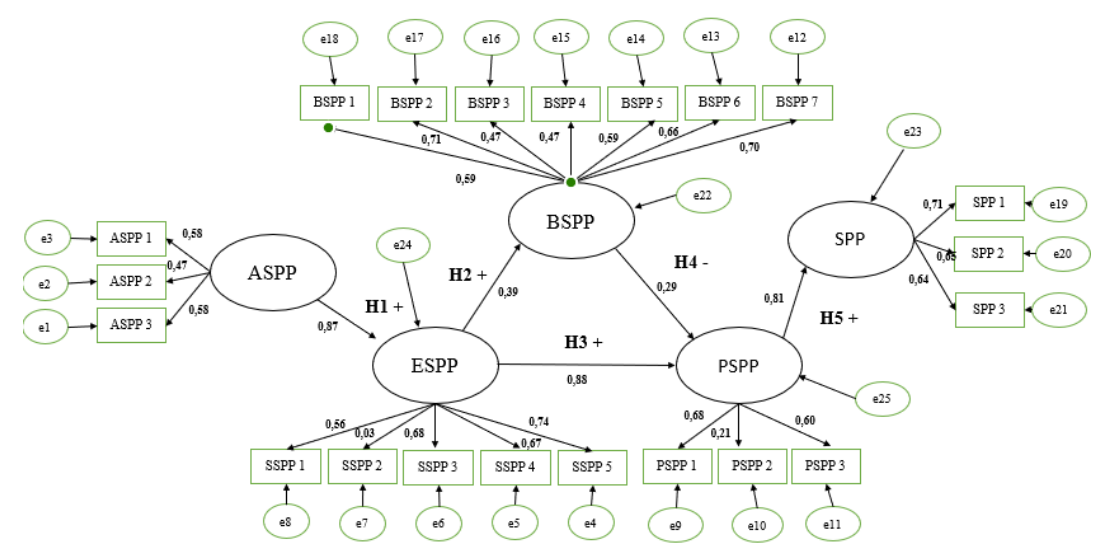 e18
e17
e16
e15
e14
e13
e12
BSPP 1
BSPP 2
BSPP 3
BSPP 4
BSPP 5
BSPP 6
BSPP 7
0,71
0,47
0,47
0,59
0,66
0,70
0,59
e23
e22
BSPP
SPP
0,71
SPP 1
e19
0,65
SPP 2
e20
0,64
SPP 3
e21
e3
ASPP 1
0,58
e2
ASPP 2
0,47
e1
ASPP 3
0,58
ASPP
e24
H1 +
0,87
H2 +
0,39
H4 -
0,29
0,81
H5 +
H3 +
0,88
ESPP
PSPP
e25
0,56
0,03
0,68
0,67
0,74
0,68
0,21
0,60
SSPP 1
SSPP 2
SSPP 3
SSPP 4
SSPP 5
PSPP 1
PSPP 2
PSPP 3
e8
e7
e6
e5
e4
e9
e10
e11